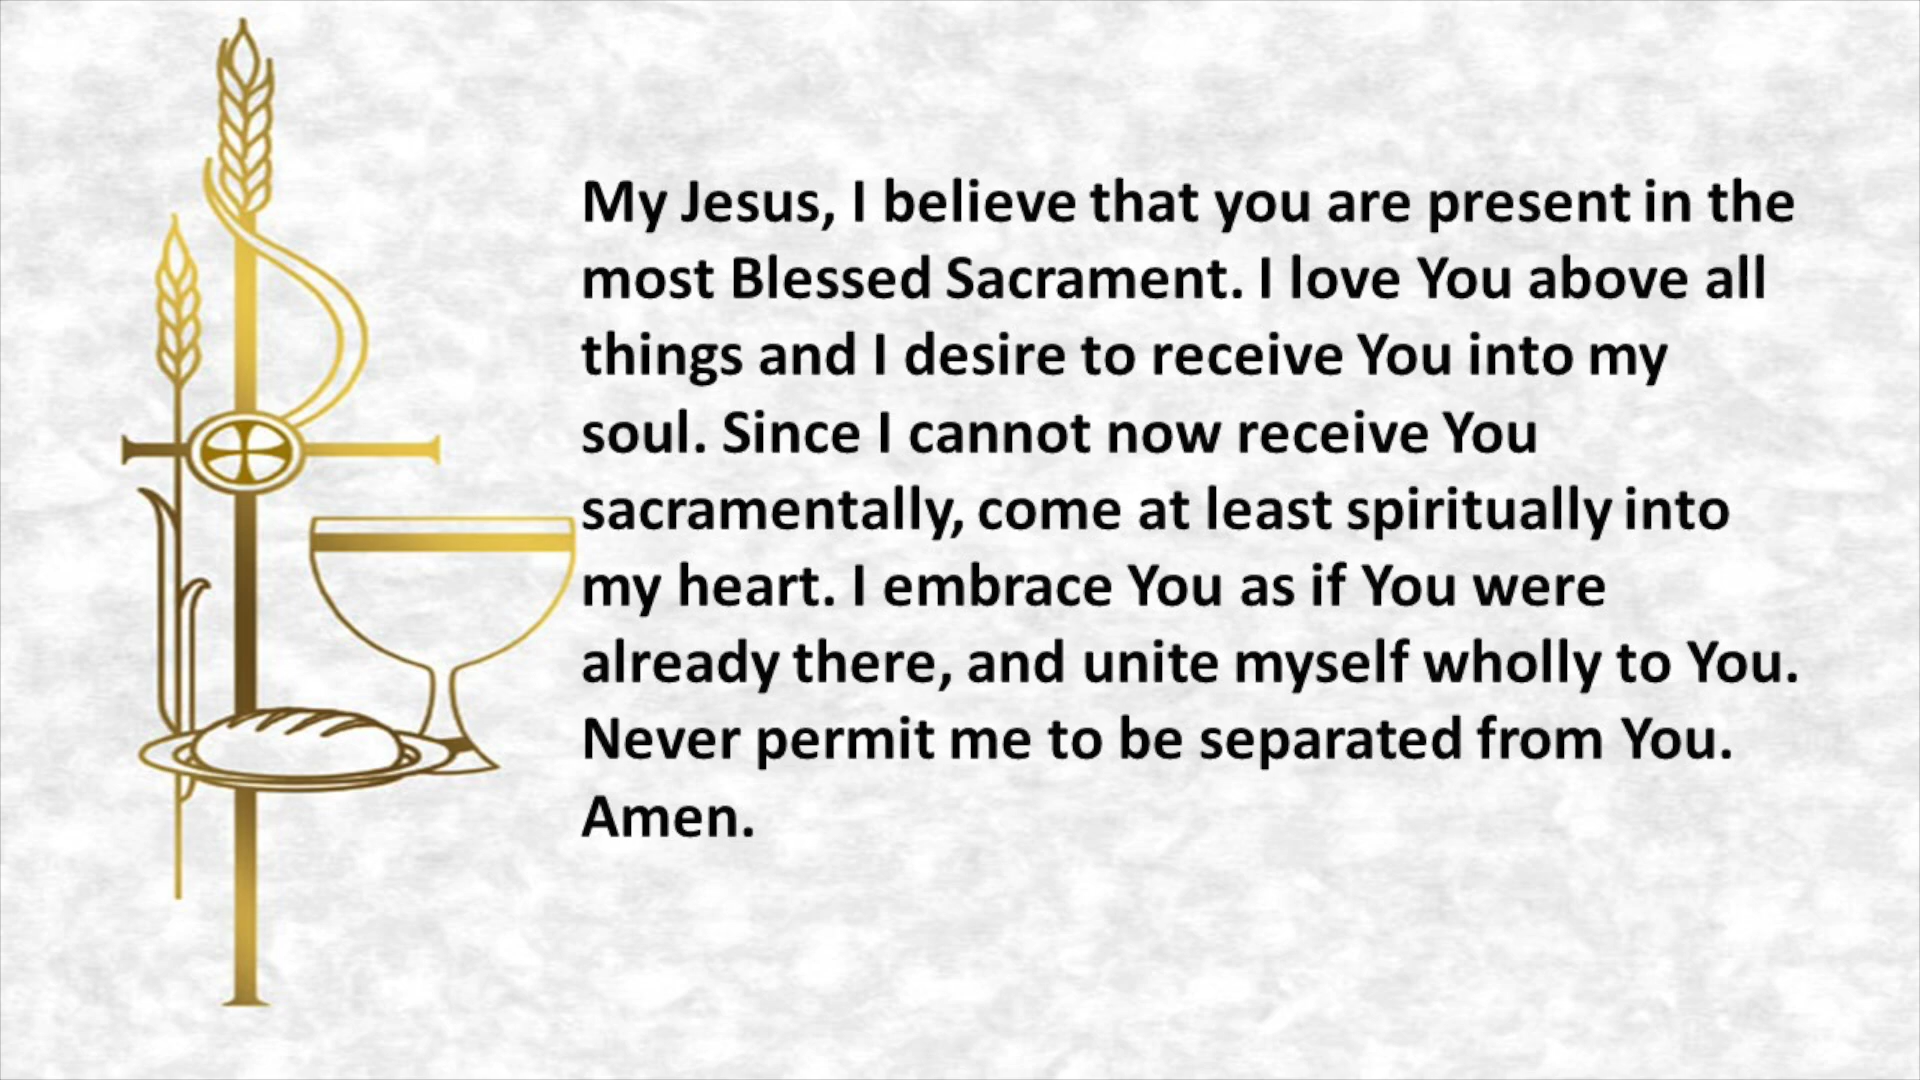 My Jesus, I believe that you are present in the
most Blessed Sacrament. I love You above all
things and I desire to receive You into my
soul. Since I cannot now receive You
sacramentally, come at least spiritually into
my heart. I embrace You as if You were
already there, and unite myself wholly to You.
Never permit me to be separated from You.
Amen.